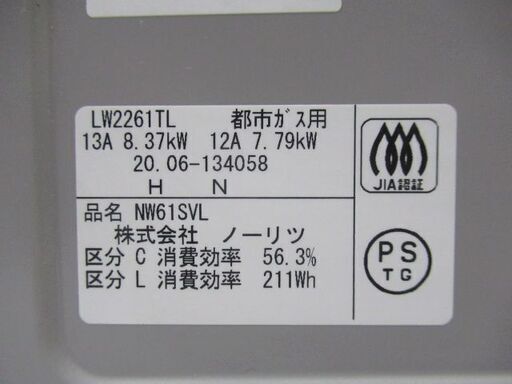 LW2261TL 都市ガス用
13A 8.37kW 12A 7.79kW
20.06-134058
H N
品名 NW61SVL
株式会社 ノーリツ
区分 C 消費効率 56.3%
区分 L 消費効率 211Wh
JIA認証
PS
TG